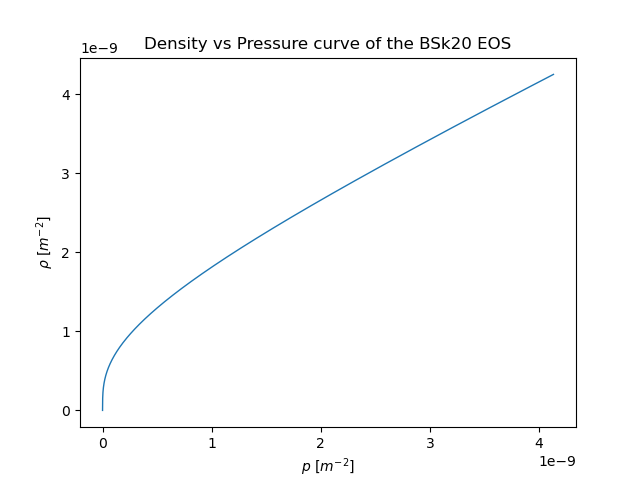 Density vs Pressure curve of the BSk20 EOS
1e−9
4
3
2
1
0
ρ [m⁻²]
0 1 2 3 4
1e−9
p [m⁻²]